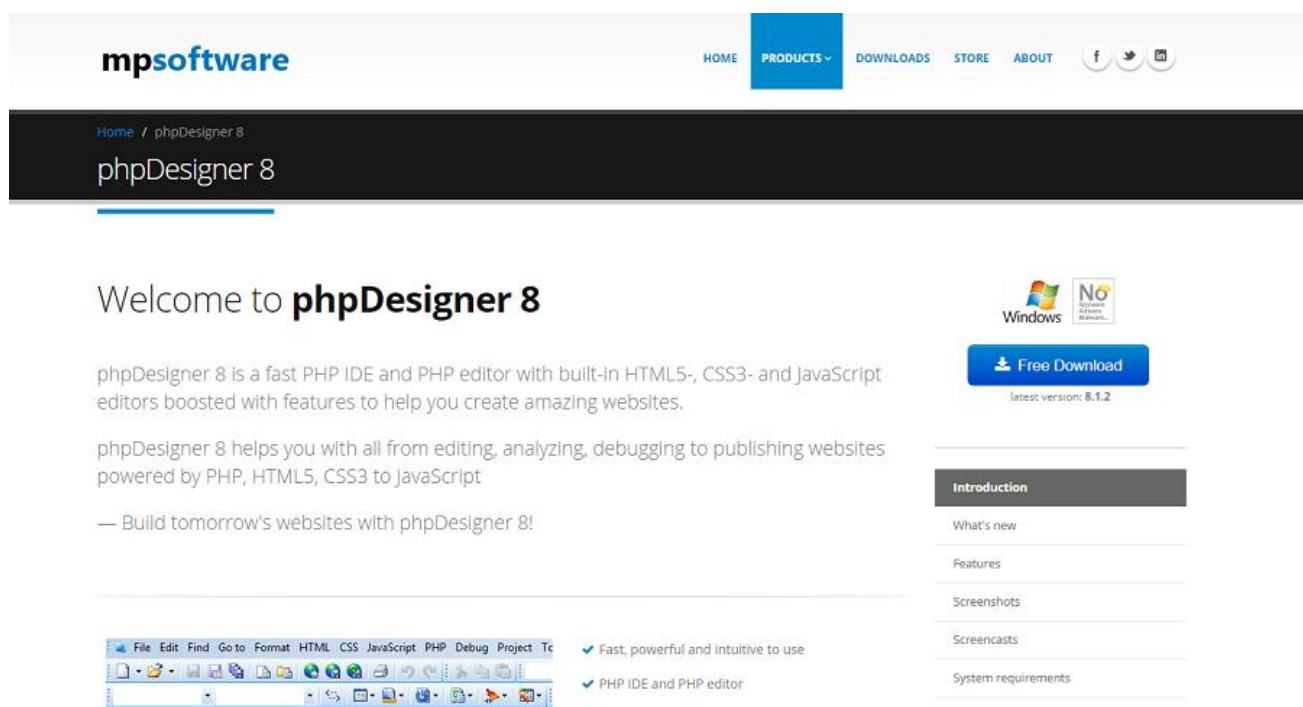 mpsoftware
HOME PRODUCTS DOWNLOADS STORE ABOUT
Home / phpDesigner 8
phpDesigner 8
Welcome to phpDesigner 8
phpDesigner 8 is a fast PHP IDE and PHP editor with built-in HTML5-, CSS3- and JavaScript
editors boosted with features to help you create amazing websites.
phpDesigner 8 helps you with all from editing, analyzing, debugging to publishing websites
powered by PHP, HTML5, CSS3 to JavaScript
— Build tomorrow's websites with phpDesigner 8!
File Edit Find Go to Format HTML CSS JavaScript PHP Debug Project
Fast, powerful and intuitive to use
PHP IDE and PHP editor
Windows
No
Free Download
latest version: 8.1.2
Introduction
What's new
Features
Screenshots
Screencasts
System requirements